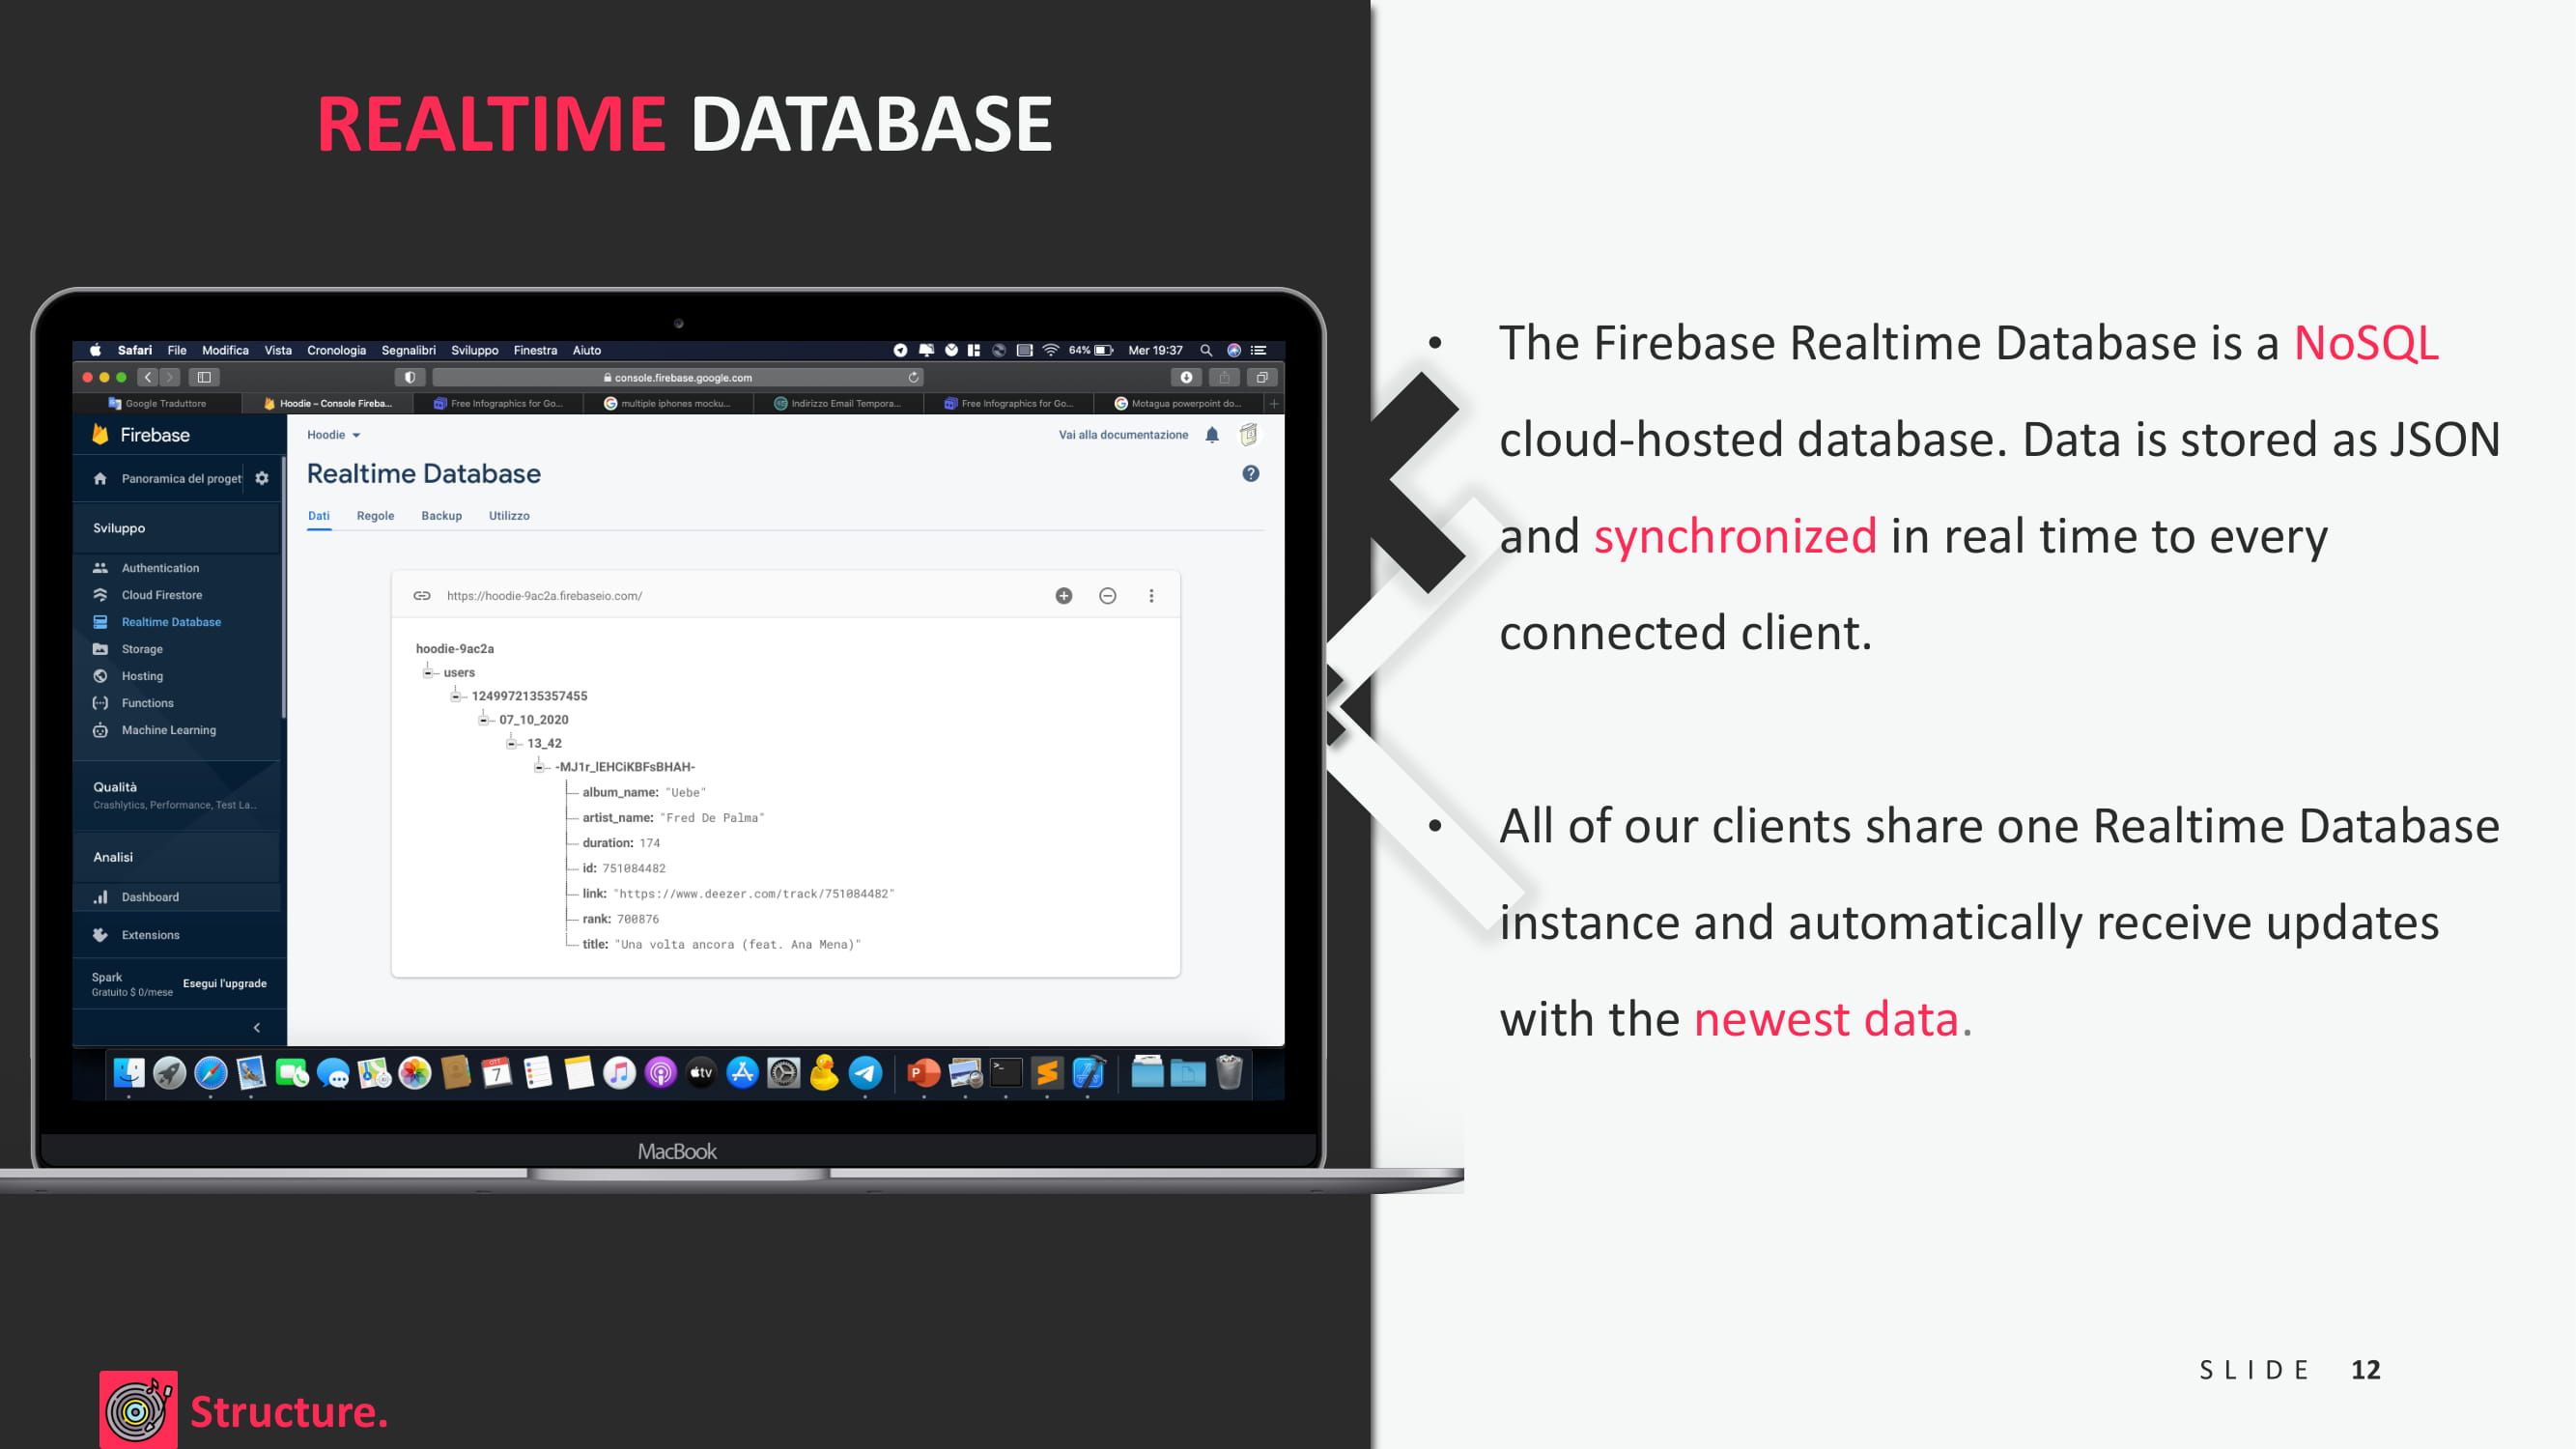 REALTIME DATABASE
Safari File Modifica Vista Cronologia Segnalibri Sviluppo Finestra Aiuto 64% Mer 19:37
console.firebase.google.com
Google Traduttore Hoodie – Console Fireba... Free Infographics for Go... multiple iphones mocku... Indirizzo Email Tempora... Free Infographics for Go... Motagua powerpoint do...
Firebase
Hoodie
Vai alla documentazione
Panoramica del proget
Realtime Database
Dati Regole Backup Utilizzo
Sviluppo
Authentication
Cloud Firestore
Realtime Database
Storage
Hosting
Functions
Machine Learning
Qualità
Crashlytics, Performance, Test La...
Analisi
Dashboard
Extensions
Spark
Gratuito $ 0/mese
Esegui l'upgrade
https://hoodie-9ac2a.firebaseio.com/
hoodie-9ac2a
users
1249972135357455
07_10_2020
13_42
-MJ1r_lEHCiKBFsBHAH-
album_name: "Uebe"
artist_name: "Fred De Palma"
duration: 174
id: 751084482
link: "https://www.deezer.com/track/751084482"
rank: 700876
title: "Una volta ancora (feat. Ana Mena)"
7
tv
MacBook
• The Firebase Realtime Database is a NoSQL
cloud-hosted database. Data is stored as JSON
and synchronized in real time to every
connected client.
• All of our clients share one Realtime Database
instance and automatically receive updates
with the newest data.
Structure.
SLIDE 12